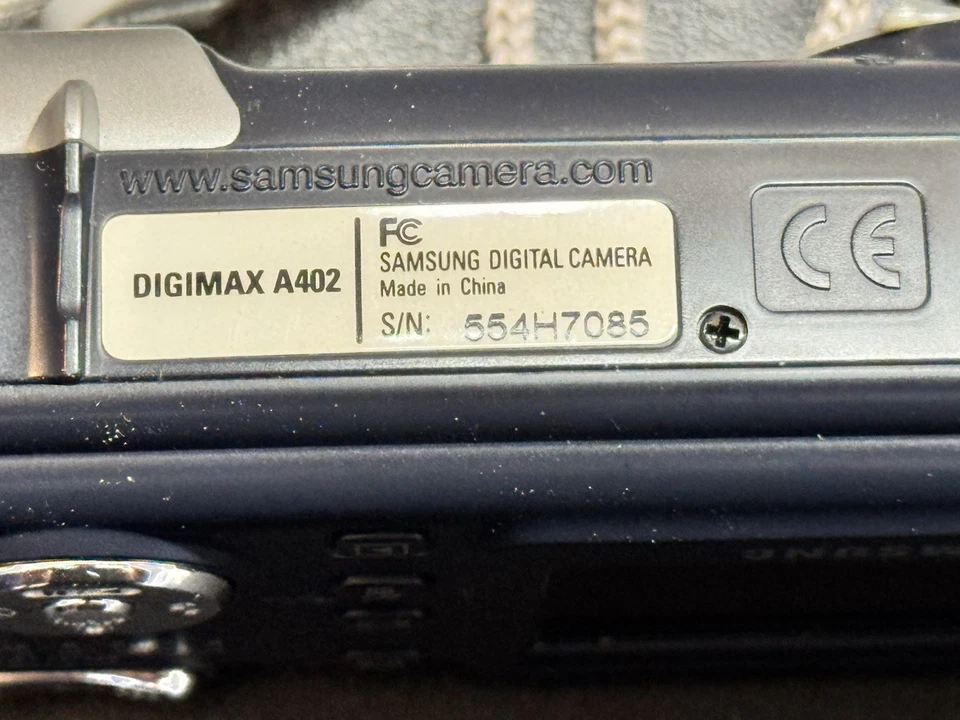 www.samsungcamera.com
DIGIMAX A402
FC
SAMSUNG DIGITAL CAMERA
Made in China
S/N: 554H7085
CE